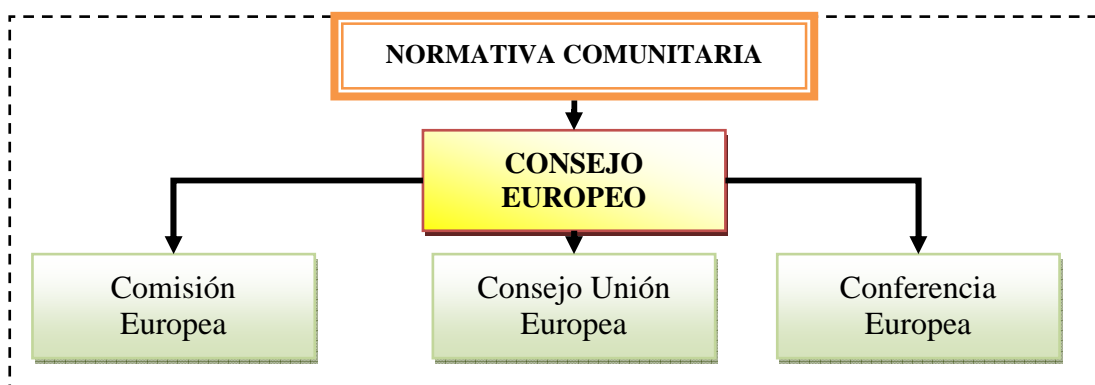 NORMATIVA COMUNITARIA
CONSEJO
EUROPEO
Comisión
Europea
Consejo Unión
Europea
Conferencia
Europea